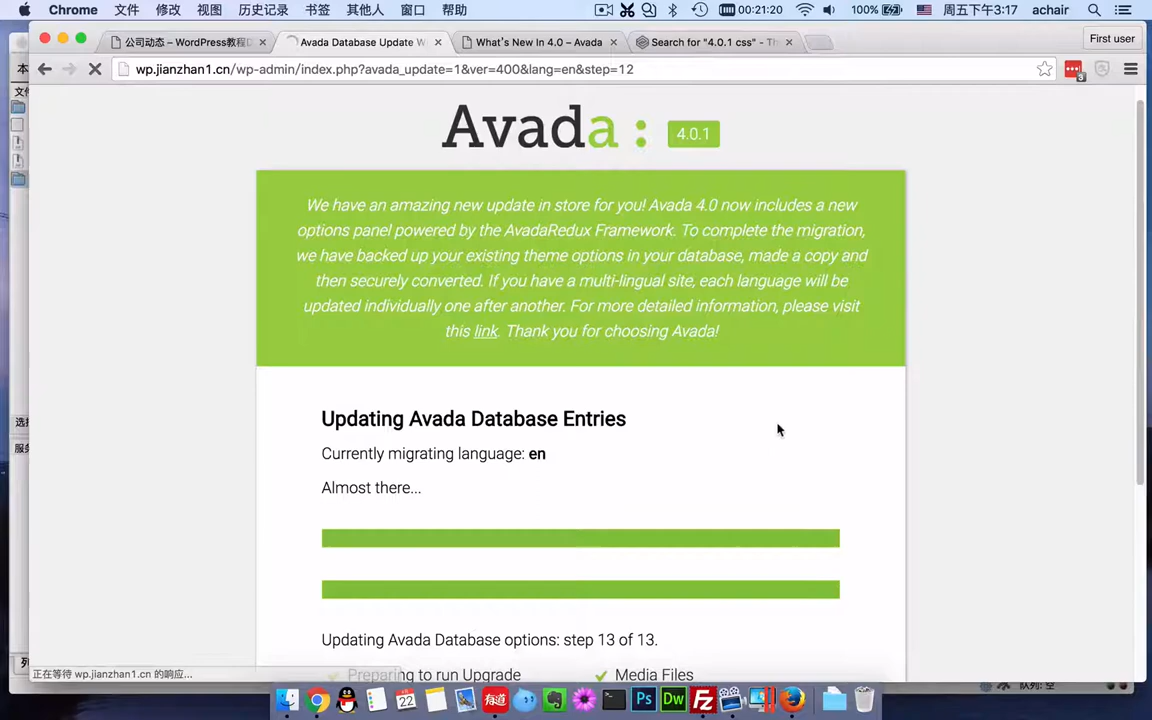 Chrome 文件 修改 视图 历史记录 书签 其他人 窗口 帮助 00:21:20 100% 周五下午3:17 achair
公司动态 – WordPress教程 Avada Database Update W What's New In 4.0 – Avada Search for "4.0.1 css" - Th First user
wp.jianzhan1.cn/wp-admin/index.php?avada_update=1&ver=400&lang=en&step=12
3
Avada : 4.0.1
We have an amazing new update in store for you! Avada 4.0 now includes a new
options panel powered by the AvadaRedux Framework. To complete the migration,
we have backed up your existing theme options in your database, made a copy and
then securely converted. If you have a multi-lingual site, each language will be
updated individually one after another. For more detailed information, please visit
this link. Thank you for choosing Avada!
Updating Avada Database Entries
Currently migrating language: en
Almost there...
Updating Avada Database options: step 13 of 13.
Preparing to run Upgrade Media Files
正在等待 wp.jianzhan1.cn 的响应...
22 有道 Ps Dw Fz